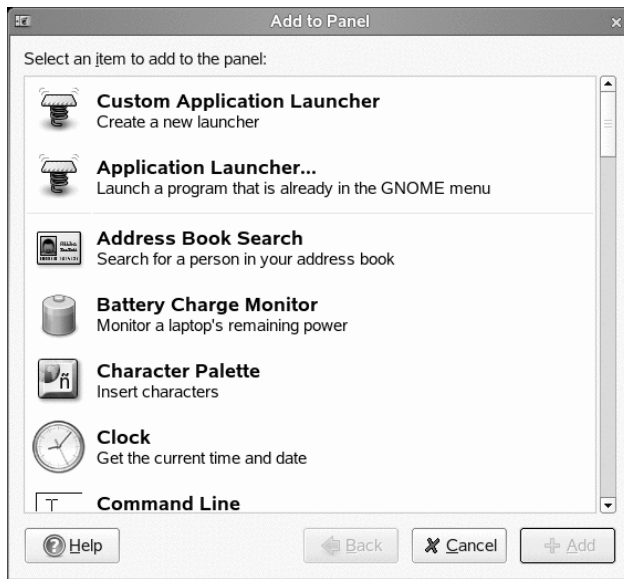 Add to Panel
Select an item to add to the panel:
Custom Application Launcher
Create a new launcher
Application Launcher...
Launch a program that is already in the GNOME menu
Address Book Search
Search for a person in your address book
Battery Charge Monitor
Monitor a laptop's remaining power
Character Palette
Insert characters
Clock
Get the current time and date
Command Line
Help
Back
Cancel
Add